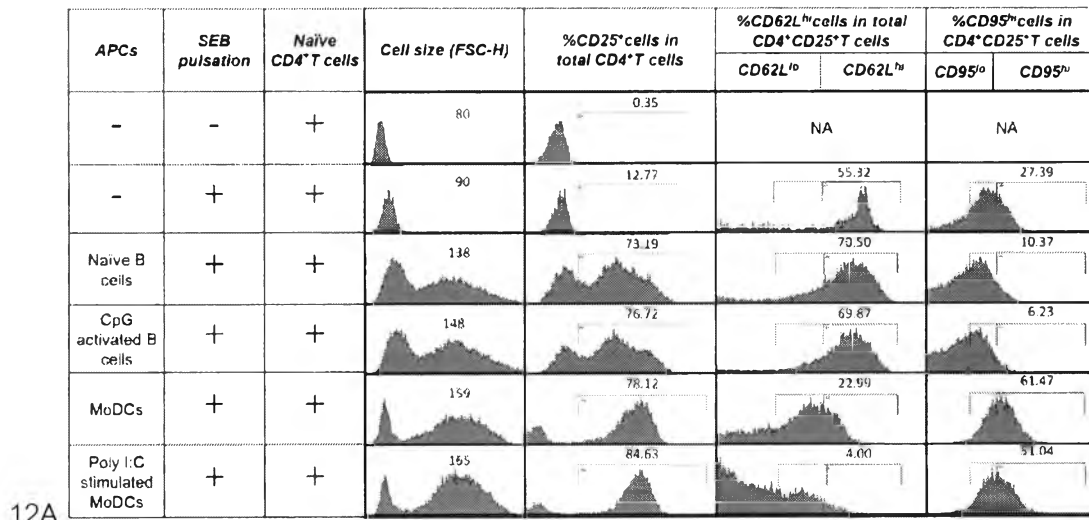 APCs
SEB pulsation
Naïve CD4⁺T cells
Cell size (FSC-H)
%CD25⁺cells in total CD4⁺T cells
%CD62Lʰⁱcells in total CD4⁺CD25⁺T cells
CD62Lˡᵒ CD62Lʰⁱ
%CD95ʰⁱcells in CD4⁺CD25⁺T cells
CD95ˡᵒ CD95ʰⁱ
- - + 80 0.35 NA NA
- + + 90 12.77 55.32 27.39
Naïve B cells + + 138 73.19 70.50 10.37
CpG activated B cells + + 148 76.72 69.87 6.23
MoDCs + + 159 78.12 22.99 61.47
Poly I:C stimulated MoDCs + + 165 84.63 4.00 51.04
12A